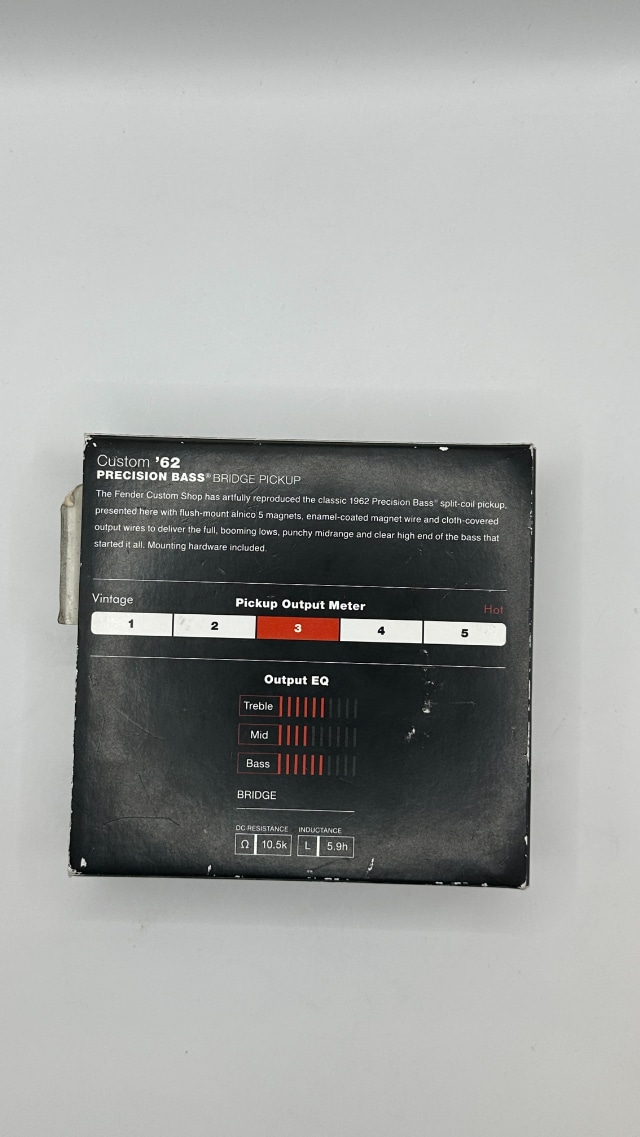 Custom '62
PRECISION BASS® BRIDGE PICKUP
The Fender Custom Shop has artfully reproduced the classic 1962 Precision Bass® split-coil pickup,
presented here with flush-mount alnico 5 magnets, enamel-coated magnet wire and cloth-covered
output wires to deliver the full, booming lows, punchy midrange and clear high end of the bass that
started it all. Mounting hardware included.
Vintage Pickup Output Meter Hot
1 2 3 4 5
Output EQ
Treble
Mid
Bass
BRIDGE
DC RESISTANCE INDUCTANCE
Ω 10.5k L 5.9h